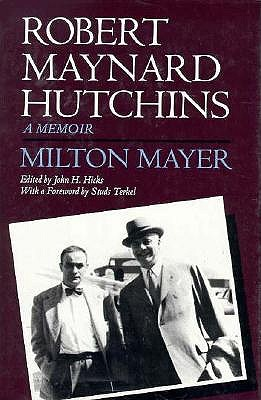 ROBERT
MAYNARD
HUTCHINS
A MEMOIR
MILTON MAYER
Edited by John H. Hicks
With a Foreword by Studs Terkel